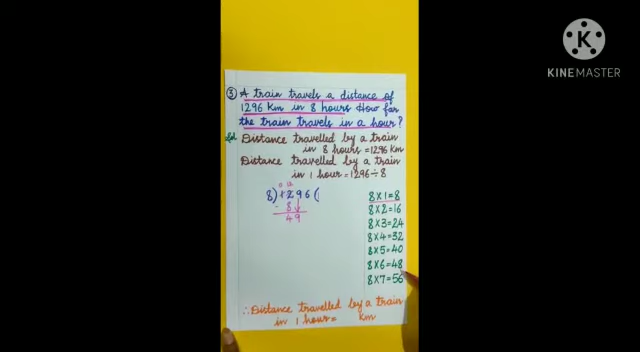 KINEMASTER
③ A train travels a distance of
1296 Km in 8 hours How far
the train travels in a hour?
Sol Distance travelled by a train
in 8 hours = 1296 Km
Distance travelled by a train
in 1 hour = 1296 ÷ 8
0 12
8) 1296 (1
- 8↓
49
8 x 1 = 8
8 x 2 = 16
8 x 3 = 24
8 x 4 = 32
8 x 5 = 40
8 x 6 = 48
8 x 7 = 56
∴ Distance travelled by a train
in 1 hour = km